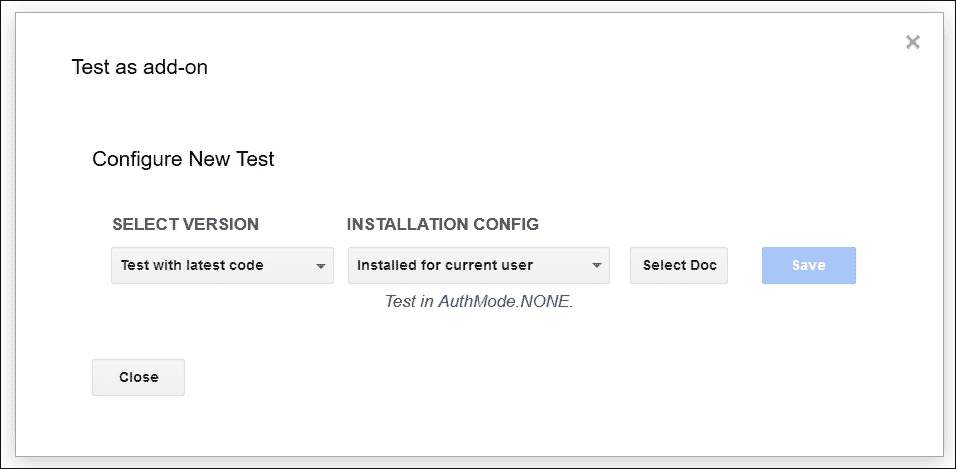 Test as add-on
Configure New Test
SELECT VERSION INSTALLATION CONFIG
Test with latest code Installed for current user Select Doc Save
Test in AuthMode.NONE.
Close